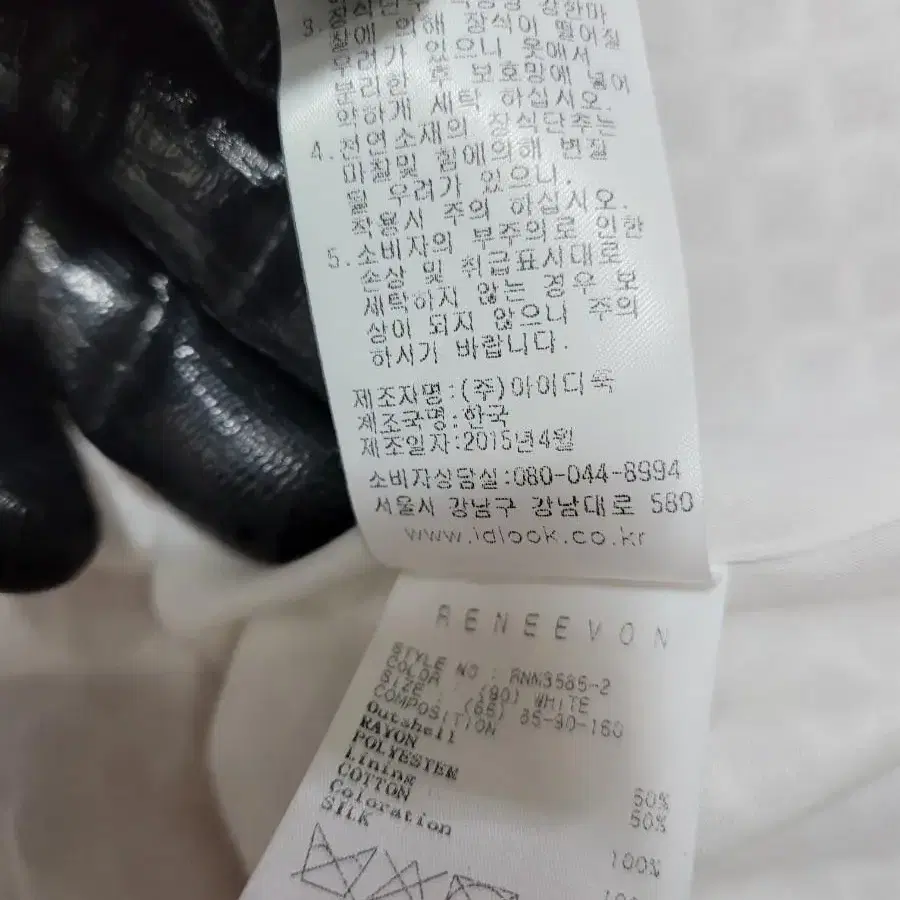 3.
칩에 의해 장식이 떨어질
우려가 있으니 옷에서
분리한 후 보호망에 넣어
약하게 세탁 하십시오.
4.천연소재의 장식단추는
마찰및 힘에의해 변질
될 우려가 있으니,
착용시 주의 하십시오.
5.소비자의 부주의로 인한
손상 및 취급표시대로
세탁하지 않는 경우 보
상이 되지 않으니 주의
하시기 바랍니다.
제조자명:(주)아이디룩
제조국명:한국
제조일자:2015년4월
소비자상담실:080-044-8994
서울시 강남구 강남대로 580
www.idlook.co.kr
RENEEVON
STYLE NO : RNM3585-2
COLOR : (90) WHITE
SIZE : (65) 85-90-160
COMPOSITION
Outshell
RAYON 50%
POLYESTER 50%
Lining
COTTON 100%
Coloration
SILK